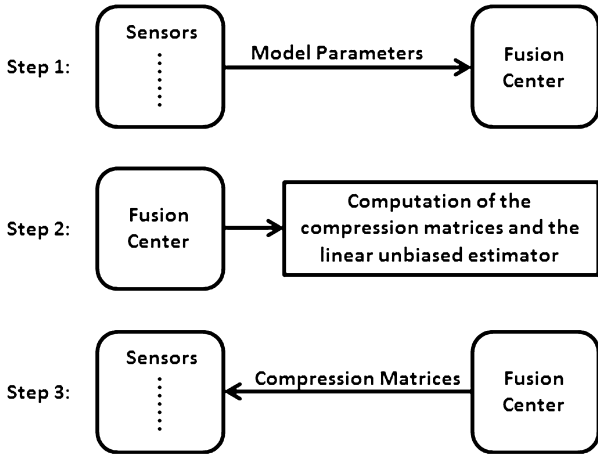 Step 1:
Sensors
Model Parameters
Fusion
Center
Step 2:
Fusion
Center
Computation of the
compression matrices and the
linear unbiased estimator
Step 3:
Sensors
Compression Matrices
Fusion
Center